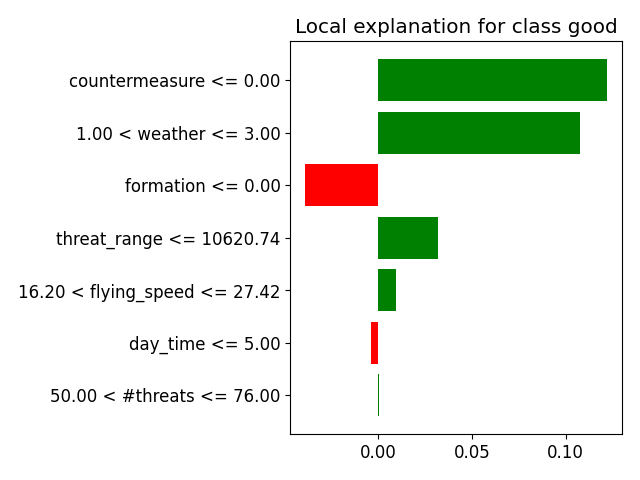 Local explanation for class good
countermeasure <= 0.00
1.00 < weather <= 3.00
formation <= 0.00
threat_range <= 10620.74
16.20 < flying_speed <= 27.42
day_time <= 5.00
50.00 < #threats <= 76.00
0.00 0.05 0.10